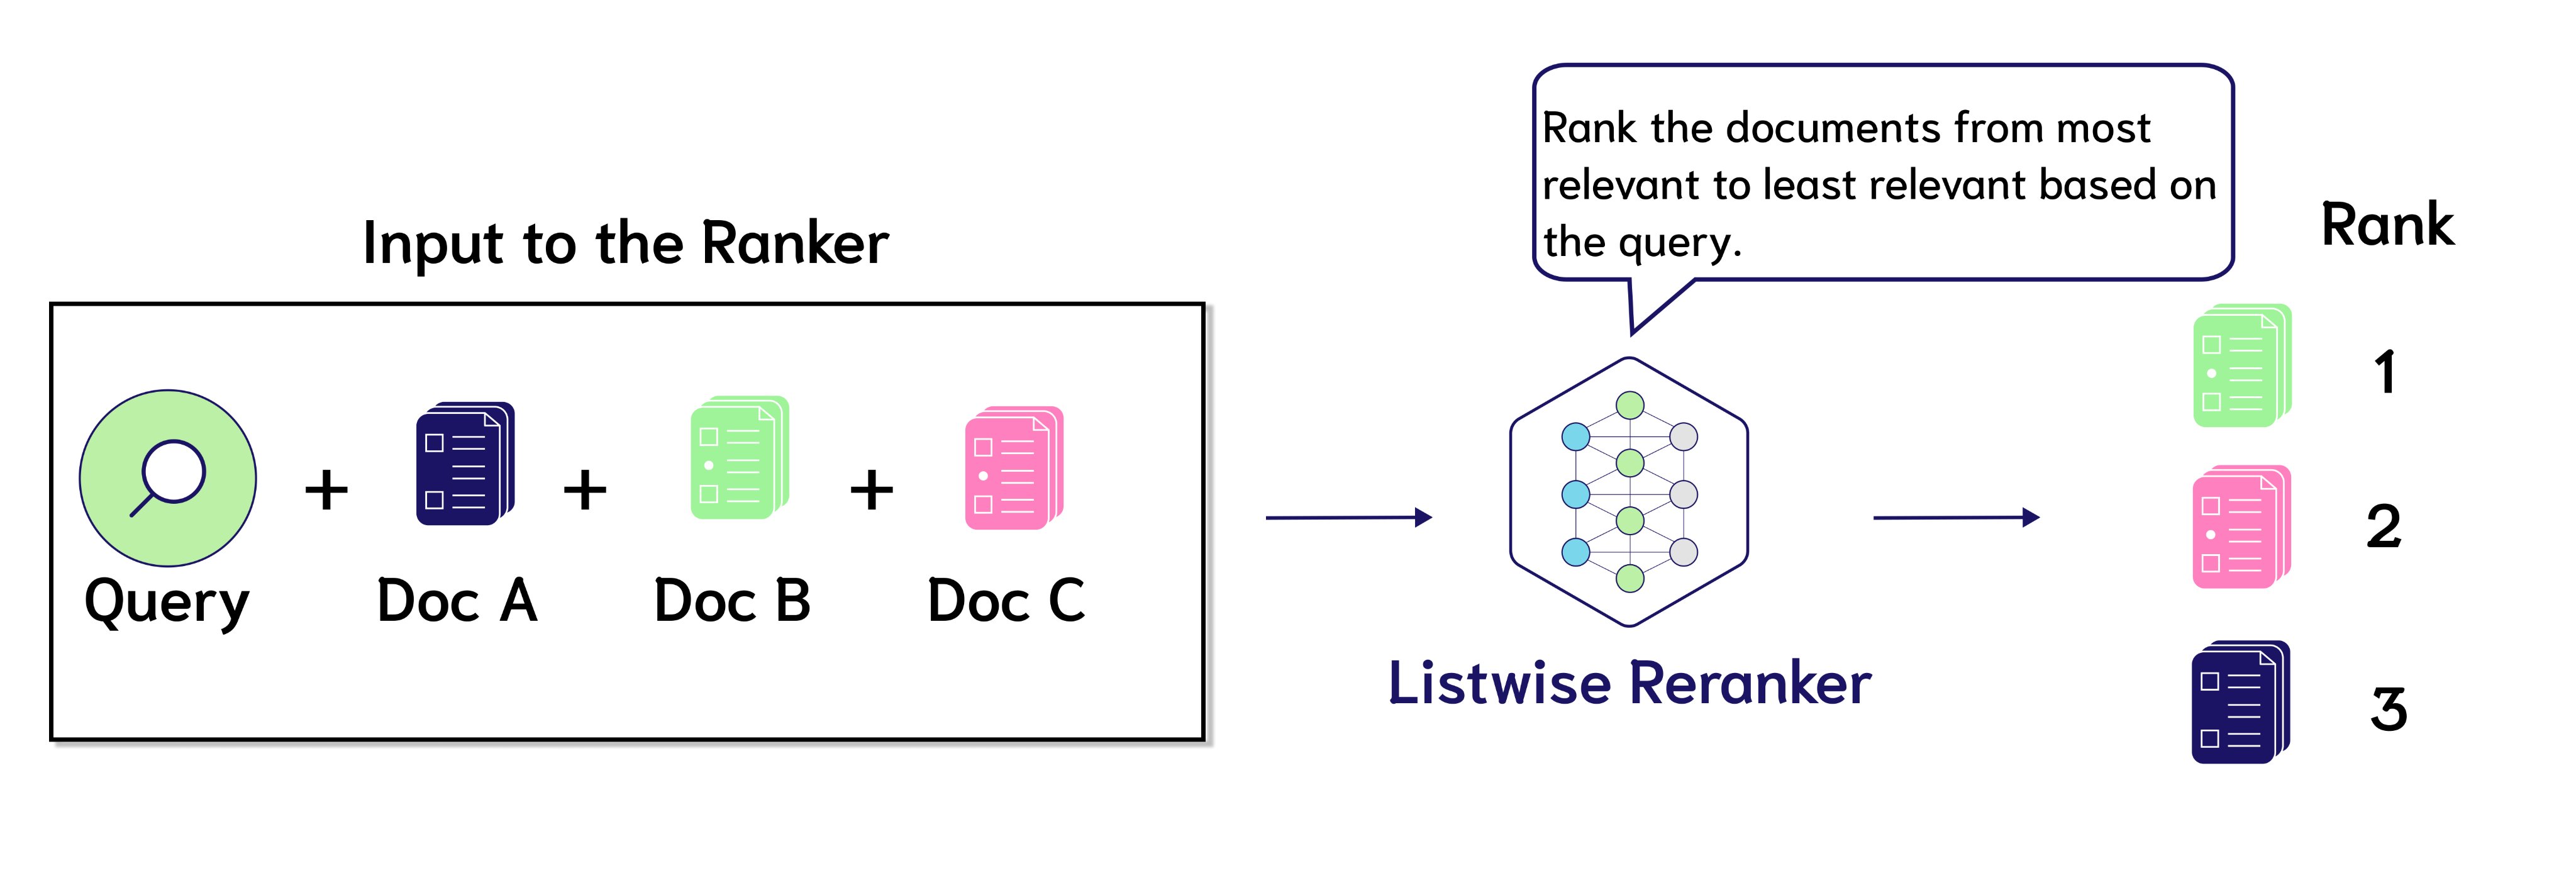 Input to the Ranker
Query
Doc A
Doc B
Doc C
Rank the documents from most
relevant to least relevant based on
the query.
Listwise Reranker
Rank
1
2
3